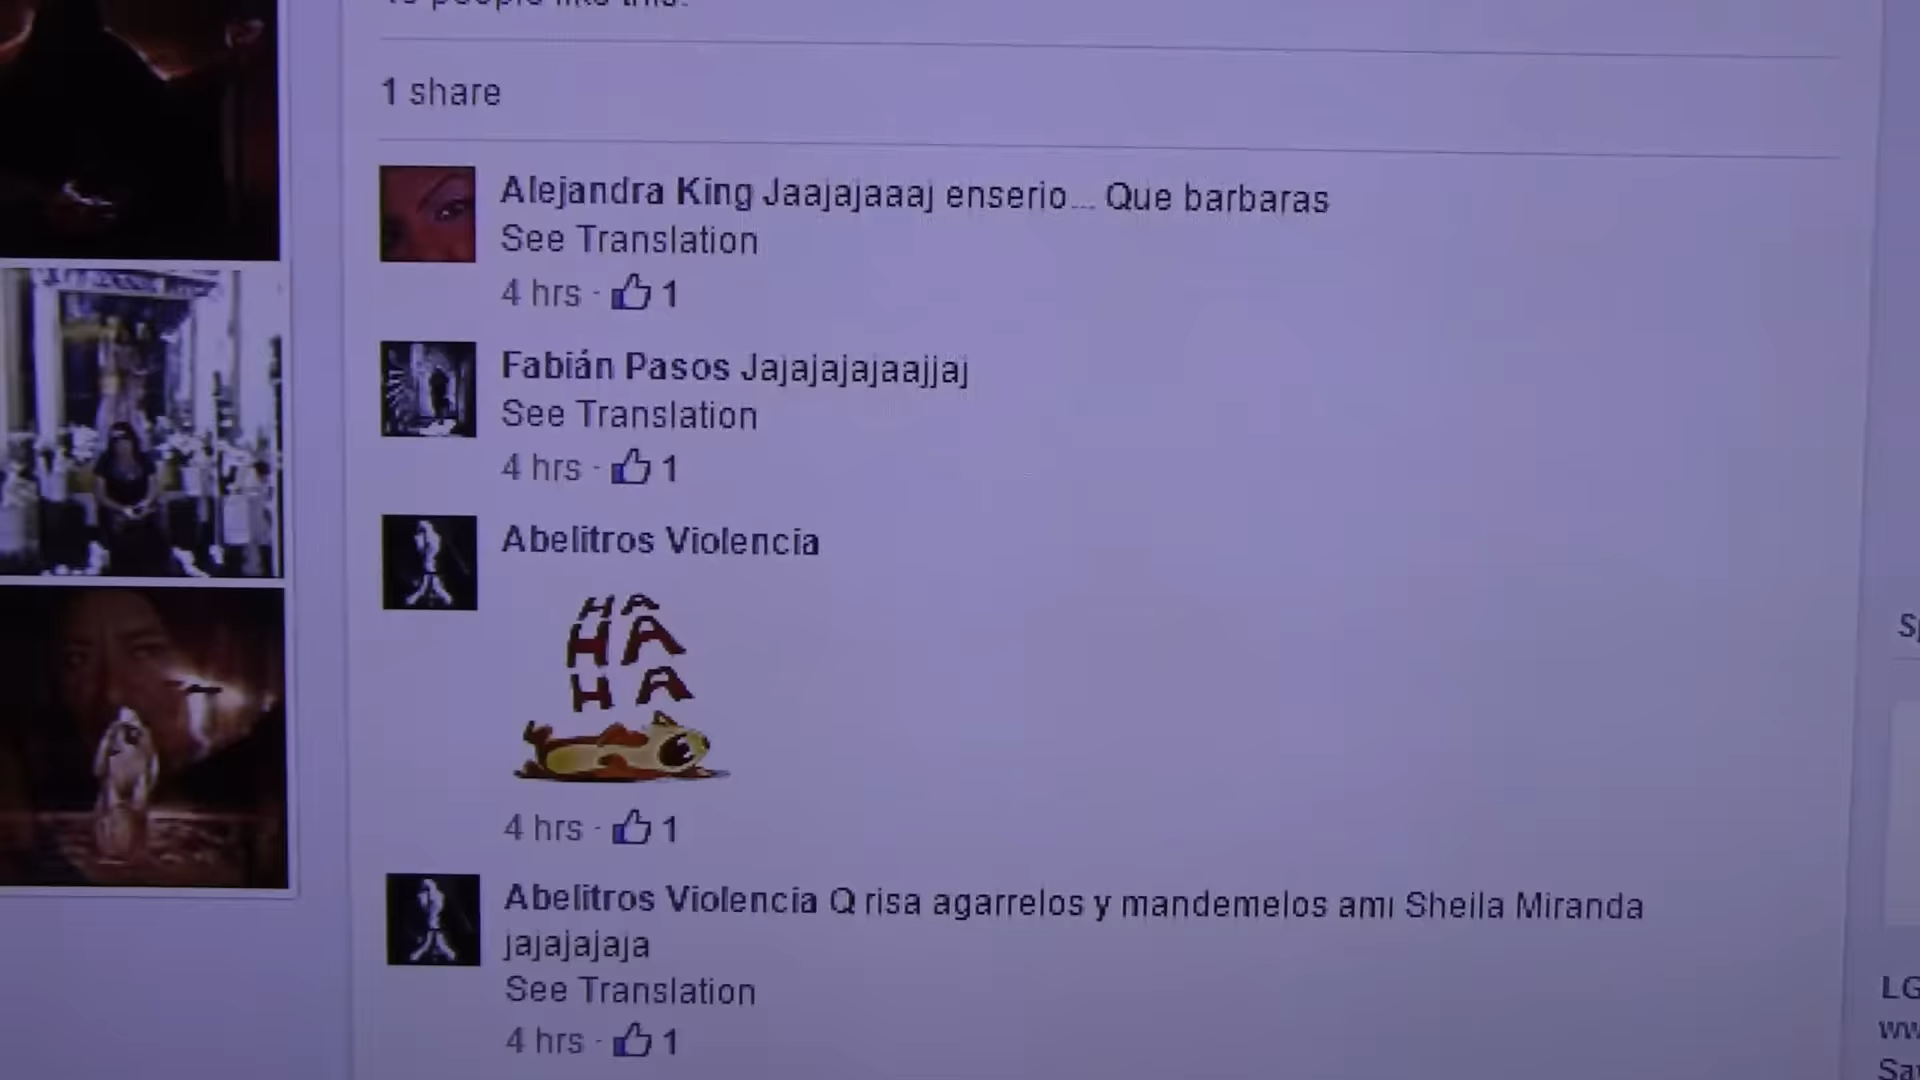 1 share
Alejandra King Jaajajaaaj enserio... Que barbaras
See Translation
4 hrs · 1
Fabián Pasos Jajajajajaajjaj
See Translation
4 hrs · 1
Abelitros Violencia
HA
HA
HA
4 hrs · 1
Abelitros Violencia Q risa agarrelos y mandemelos ami Sheila Miranda
jajajajaja
See Translation
4 hrs · 1